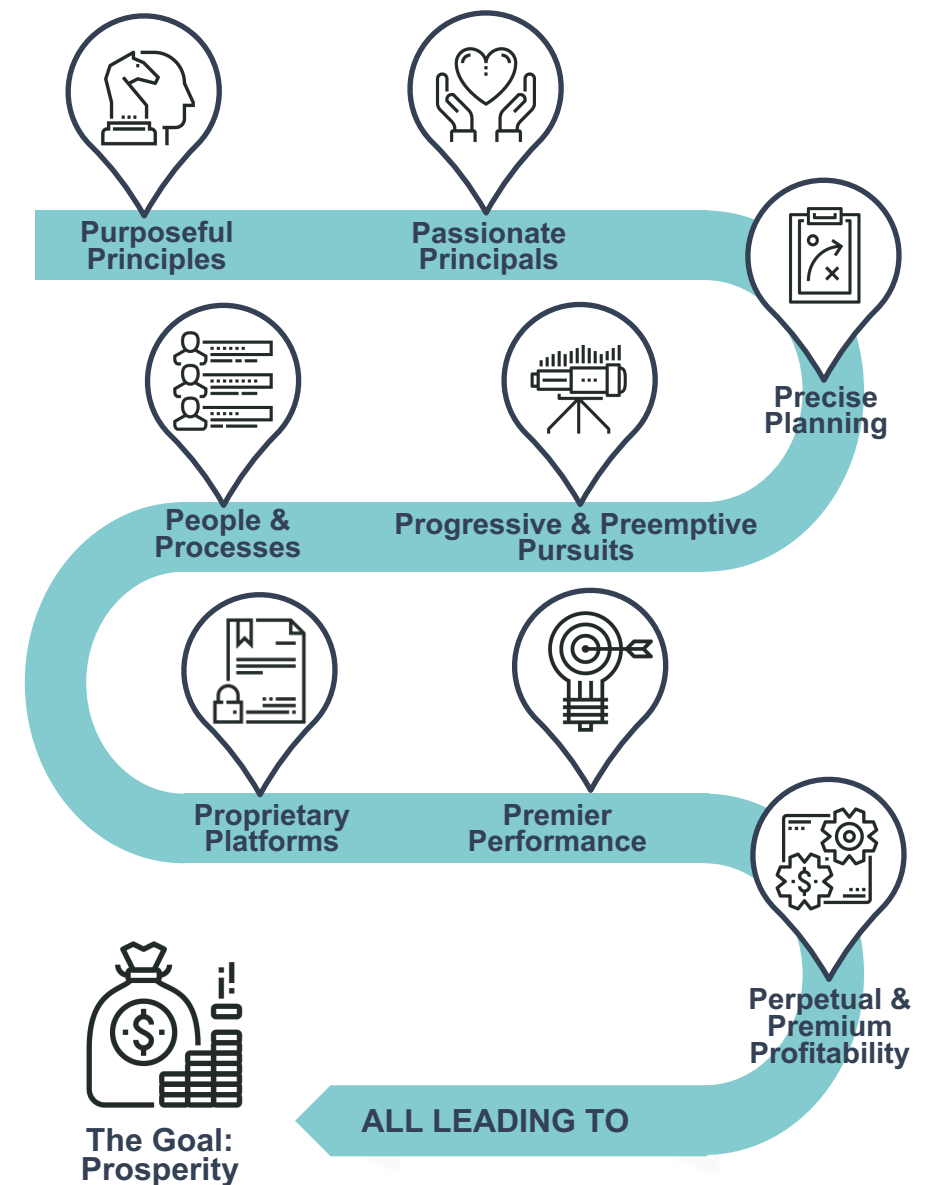 Purposeful
Principles
Passionate
Principals
Precise
Planning
Progressive & Preemptive
Pursuits
People &
Processes
Proprietary
Platforms
Premier
Performance
Perpetual &
Premium
Profitability
ALL LEADING TO
The Goal:
Prosperity